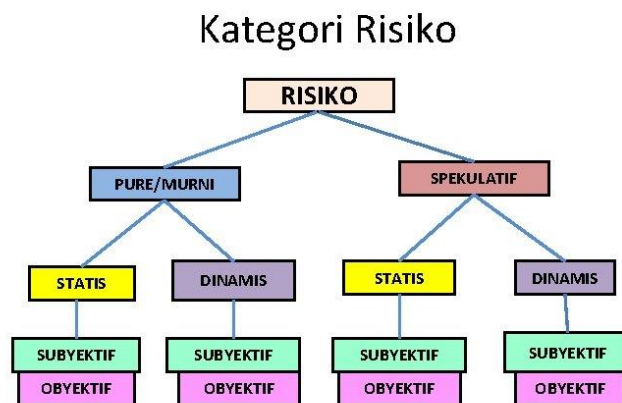 Kategori Risiko
RISIKO
PURE/MURNI
SPEKULATIF
STATIS
DINAMIS
STATIS
DINAMIS
SUBYEKTIF
SUBYEKTIF
SUBYEKTIF
SUBYEKTIF
OBYEKTIF
OBYEKTIF
OBYEKTIF
OBYEKTIF